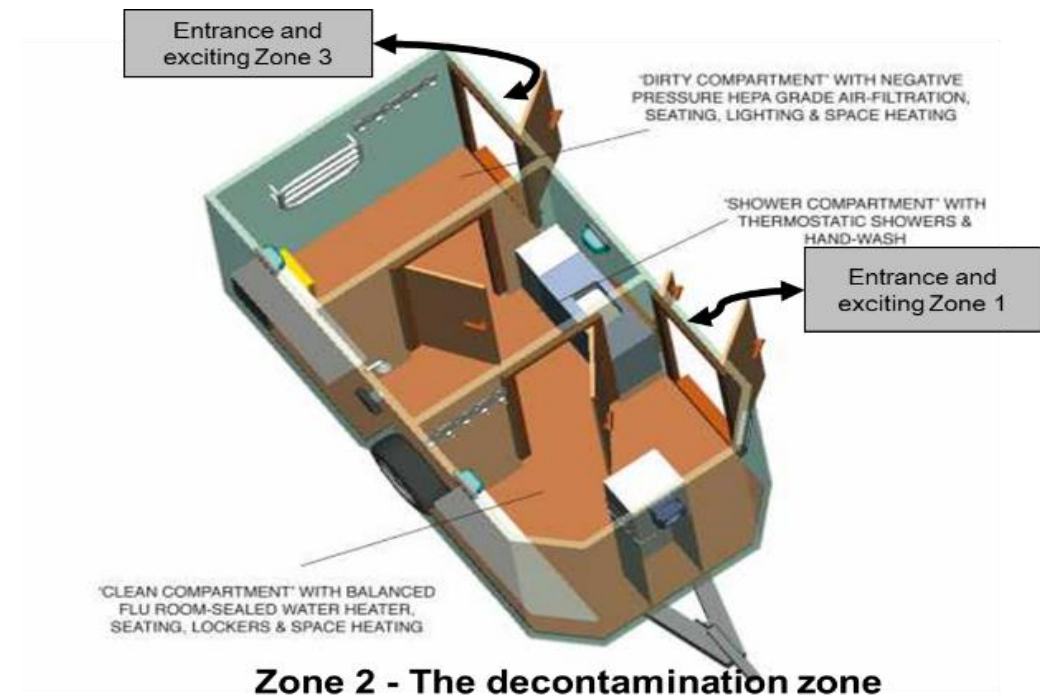 Entrance and
exciting Zone 3
'DIRTY COMPARTMENT' WITH NEGATIVE
PRESSURE HEPA GRADE AIR-FILTRATION,
SEATING, LIGHTING & SPACE HEATING
'SHOWER COMPARTMENT' WITH
THERMOSTATIC SHOWERS &
HAND-WASH
Entrance and
exciting Zone 1
'CLEAN COMPARTMENT' WITH BALANCED
FLU ROOM-SEALED WATER HEATER,
SEATING, LOCKERS & SPACE HEATING
Zone 2 - The decontamination zone